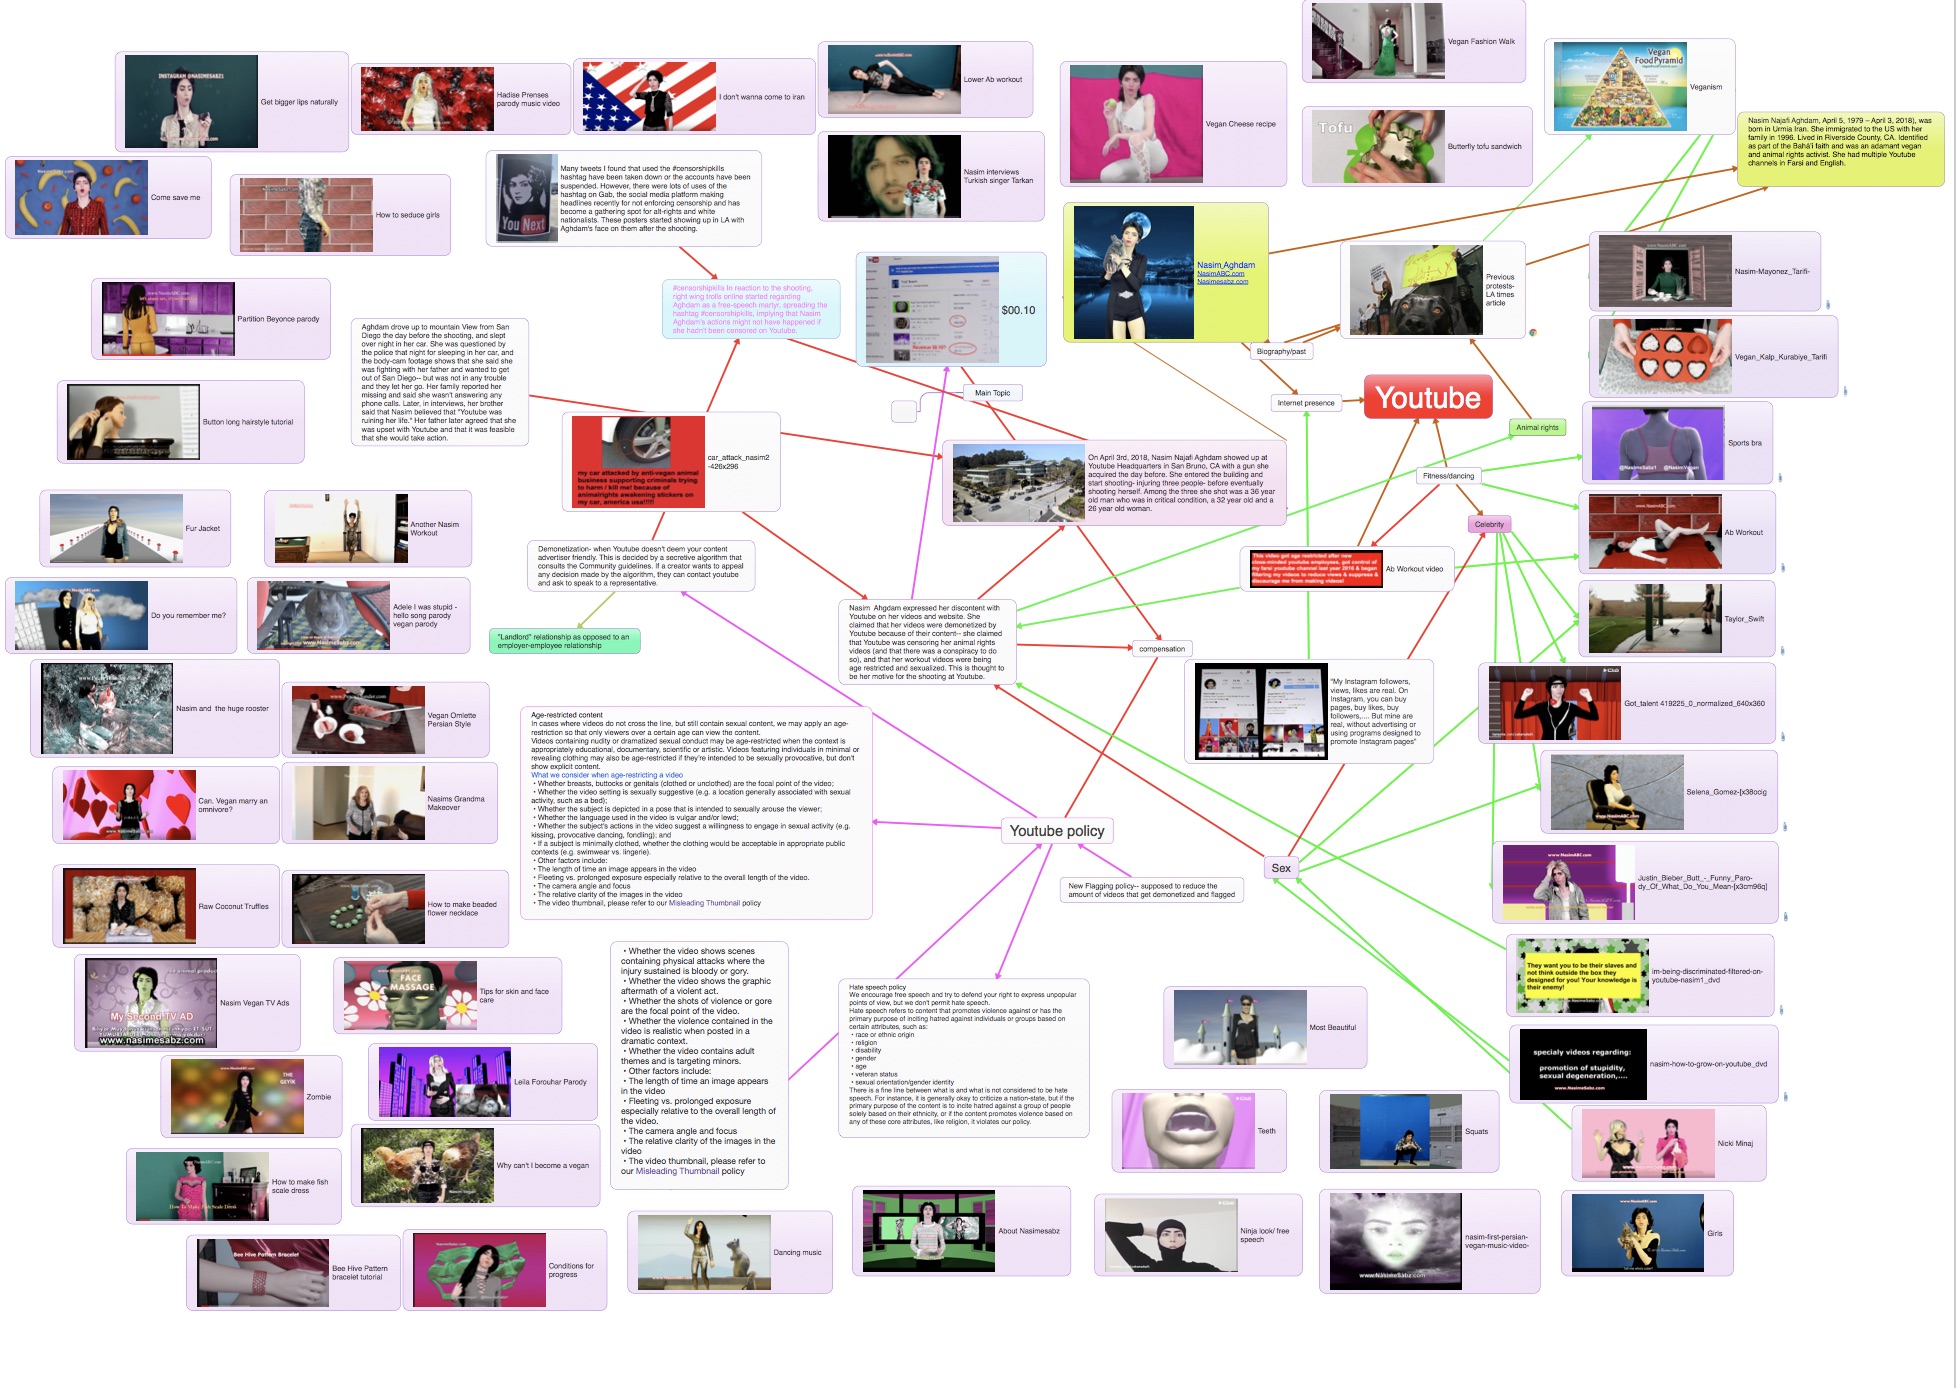 INSTAGRAM @NASIMESABZ1
Get bigger lips naturally
Hadise Prenses
parody music video
I don't wanna come to iran
Lower Ab workout
Vegan Cheese recipe
Vegan Fashion Walk
Tofu
Butterfly tofu sandwich
Vegan
FoodPyramid
Veganism
Nasim Najafi Aghdam, April 5, 1979 – April 3, 2018), was
born in Urmia Iran. She immigrated to the US with her
family in 1996. Lived in Riverside County, CA. Identified
as part of the Bahá'í faith and was an adamant vegan
and animal rights activist. She had multiple Youtube
channels in Farsi and English.
Come save me
How to seduce girls
You Next
Many tweets I found that used the #censorshipkills
hashtag have been taken down or the accounts have been
suspended. However, there were lots of uses of the
hashtag on Gab, the social media platform making
headlines recently for not enforcing censorship and has
become a gathering spot for alt-rights and white
nationalists. These posters started showing up in LA with
Aghdam's face on them after the shooting.
Nasim interviews
Turkish singer Tarkan
Nasim Aghdam
NasimABC.com
Nasimesabz.com
Previous
protests-
LA times
article
Nasim-Mayonez_Tarifi-
Partition Beyonce parody
#censorshipkills In reaction to the shooting,
right wing trolls online started regarding
Aghdam as a free-speech martyr, spreading the
hashtag #censorshipkills, implying that Nasim
Aghdam's actions might not have happened if
she hadn't been censored on Youtube.
$00.10
Biography/past
Vegan_Kalp_Kurabiye_Tarifi
Aghdam drove up to mountain View from San
Diego the day before the shooting, and slept
over night in her car. She was questioned by
the police that night for sleeping in her car, and
the body-cam footage shows that she said she
was fighting with her father and wanted to get
out of San Diego-- but was not in any trouble
and they let her go. Her family reported her
missing and said she wasn't answering any
phone calls. Later, in interviews, her brother
said that Nasim believed that "Youtube was
ruining her life." Her father later agreed that she
was upset with Youtube and that it was feasible
that she would take action.
Main Topic
Internet presence
Youtube
Animal rights
Button long hairstyle tutorial
my car attacked by anti-vegan animal
business supporting criminals trying
to harm / kill me! because of
animalrights awakening stickers on
my car, america usa!!!!!
car_attack_nasim2
-426x296
On April 3rd, 2018, Nasim Najafi Aghdam showed up at
Youtube Headquarters in San Bruno, CA with a gun she
acquired the day before. She entered the building and
start shooting- injuring three people- before eventually
shooting herself. Among the three she shot was a 36 year
old man who was in critical condition, a 32 year old and a
26 year old woman.
Fitness/dancing
@NasimeSabz1 @NasimVegan
Sports bra
Celebrity
Fur Jacket
Another Nasim
Workout
Ab Workout
Demonetization- when Youtube doesn't deem your content
advertiser friendly. This is decided by a secretive algorithm that
consults the Community guidelines. If a creator wants to appeal
any decision made by the algorithm, they can contact youtube
and ask to speak to a representative.
This video got age restricted after new
close-minded youtube employees, got control of
my farsi youtube channel last year 2016 & began
filtering my videos to reduce views & suppress &
discourage me from making videos!
Ab Workout video
Do you remember me?
Adele I was stupid -
hello song parody
vegan parody
"Landlord" relationship as opposed to an
employer-employee relationship
Nasim Ahgdam expressed her discontent with
Youtube on her videos and website. She
claimed that her videos were demonetized by
Youtube because of their content-- she claimed
that Youtube was censoring her animal rights
videos (and that there was a conspiracy to do
so), and that her workout videos were being
age restricted and sexualized. This is thought to
be her motive for the shooting at Youtube.
compensation
Taylor_Swift
Nasim and the huge rooster
Vegan Omlette
Persian Style
"My Instagram followers,
views, likes are real. On
Instagram, you can buy
pages, buy likes, buy
followers,.... But mine are
real, without advertising or
using programs designed to
promote Instagram pages"
Got_talent 419225_0_normalized_640x360
Age-restricted content
In cases where videos do not cross the line, but still contain sexual content, we may apply an age-
restriction so that only viewers over a certain age can view the content.
Videos containing nudity or dramatized sexual conduct may be age-restricted when the context is
appropriately educational, documentary, scientific or artistic. Videos featuring individuals in minimal or
revealing clothing may also be age-restricted if they're intended to be sexually provocative, but don't
show explicit content.
What we consider when age-restricting a video
• Whether breasts, buttocks or genitals (clothed or unclothed) are the focal point of the video;
• Whether the video setting is sexually suggestive (e.g. a location generally associated with sexual
activity, such as a bed);
• Whether the subject is depicted in a pose that is intended to sexually arouse the viewer;
• Whether the language used in the video is vulgar and/or lewd;
• Whether the subject's actions in the video suggest a willingness to engage in sexual activity (e.g.
kissing, provocative dancing, fondling); and
• If a subject is minimally clothed, whether the clothing would be acceptable in appropriate public
contexts (e.g. swimwear vs. lingerie).
• Other factors include:
• The length of time an image appears in the video
• Fleeting vs. prolonged exposure especially relative to the overall length of the video.
• The camera angle and focus
• The relative clarity of the images in the video
• The video thumbnail, please refer to our Misleading Thumbnail policy
Can. Vegan marry an
omnivore?
Nasims Grandma
Makeover
Selena_Gomez-[x38ocig
Youtube policy
Sex
New Flagging policy-- supposed to reduce the
amount of videos that get demonetized and flagged
Justin_Bieber_Butt_-_Funny_Paro-
dy_Of_What_Do_You_Mean-[x3cm96q]
Raw Coconut Truffles
How to make beaded
flower necklace
• Whether the video shows scenes
containing physical attacks where the
injury sustained is bloody or gory.
• Whether the video shows the graphic
aftermath of a violent act.
• Whether the shots of violence or gore
are the focal point of the video.
• Whether the violence contained in the
video is realistic when posted in a
dramatic context.
• Whether the video contains adult
themes and is targeting minors.
• Other factors include:
• The length of time an image appears
in the video
• Fleeting vs. prolonged exposure
especially relative to the overall length of
the video.
• The camera angle and focus
• The relative clarity of the images in the
video
• The video thumbnail, please refer to
our Misleading Thumbnail policy
Hate speech policy
We encourage free speech and try to defend your right to express unpopular
points of view, but we don't permit hate speech.
Hate speech refers to content that promotes violence against or has the
primary purpose of inciting hatred against individuals or groups based on
certain attributes, such as:
• race or ethnic origin
• religion
• disability
• gender
• age
• veteran status
• sexual orientation/gender identity
There is a fine line between what is and what is not considered to be hate
speech. For instance, it is generally okay to criticize a nation-state, but if the
primary purpose of the content is to incite hatred against a group of people
solely based on their ethnicity, or if the content promotes violence based on
any of these core attributes, like religion, it violates our policy.
They want you to be their slaves and
not think outside the box they
designed for you! Your knowledge is
their enemy!
im-being-discriminated-filtered-on-
youtube-nasim1_dvd
My Second TV AD
www.nasimesabz.com
Nasim Vegan TV Ads
FACE
MASSAGE
Tips for skin and face
care
Most Beautiful
specialy videos regarding:
promotion of stupidity,
sexual degeneration,....
www.NasimeSabz.com
nasim-how-to-grow-on-youtube_dvd
THE
GEYIK
Zombie
Leila Forouhar Parody
Teeth
Squats
Nicki Minaj
Why can't I become a vegan
How to make fish
scale dress
Bee Hive Pattern Bracelet
Bee Hive Pattern
bracelet tutorial
Conditions for
progress
Dancing music
About Nasimesabz
Ninja look/ free
speech
www.NasimeSabz.com
nasim-first-persian-
vegan-music-video-
Girls